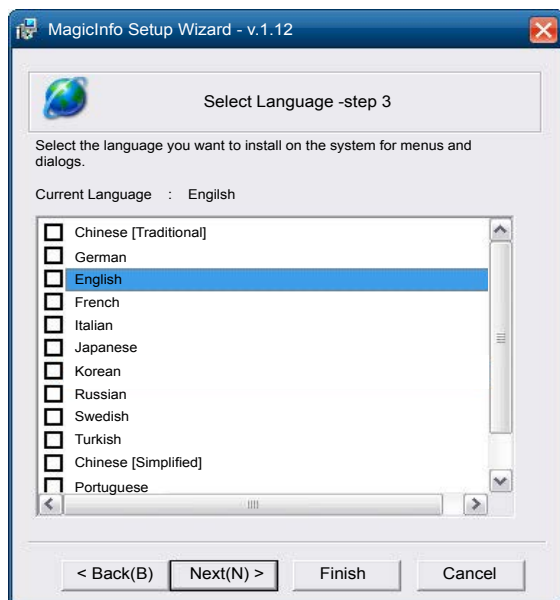 MagicInfo Setup Wizard - v.1.12
Select Language -step 3
Select the language you want to install on the system for menus and
dialogs.
Current Language : Engilsh
Chinese [Traditional]
German
English
French
Italian
Japanese
Korean
Russian
Swedish
Turkish
Chinese [Simplified]
Portuguese
< Back(B) Next(N) > Finish Cancel